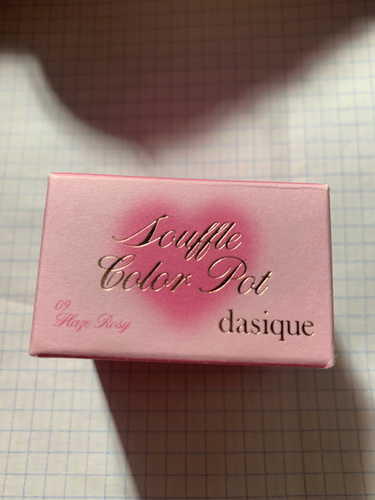 Souffle
Color Pot
09
Haze Rosy
dasique